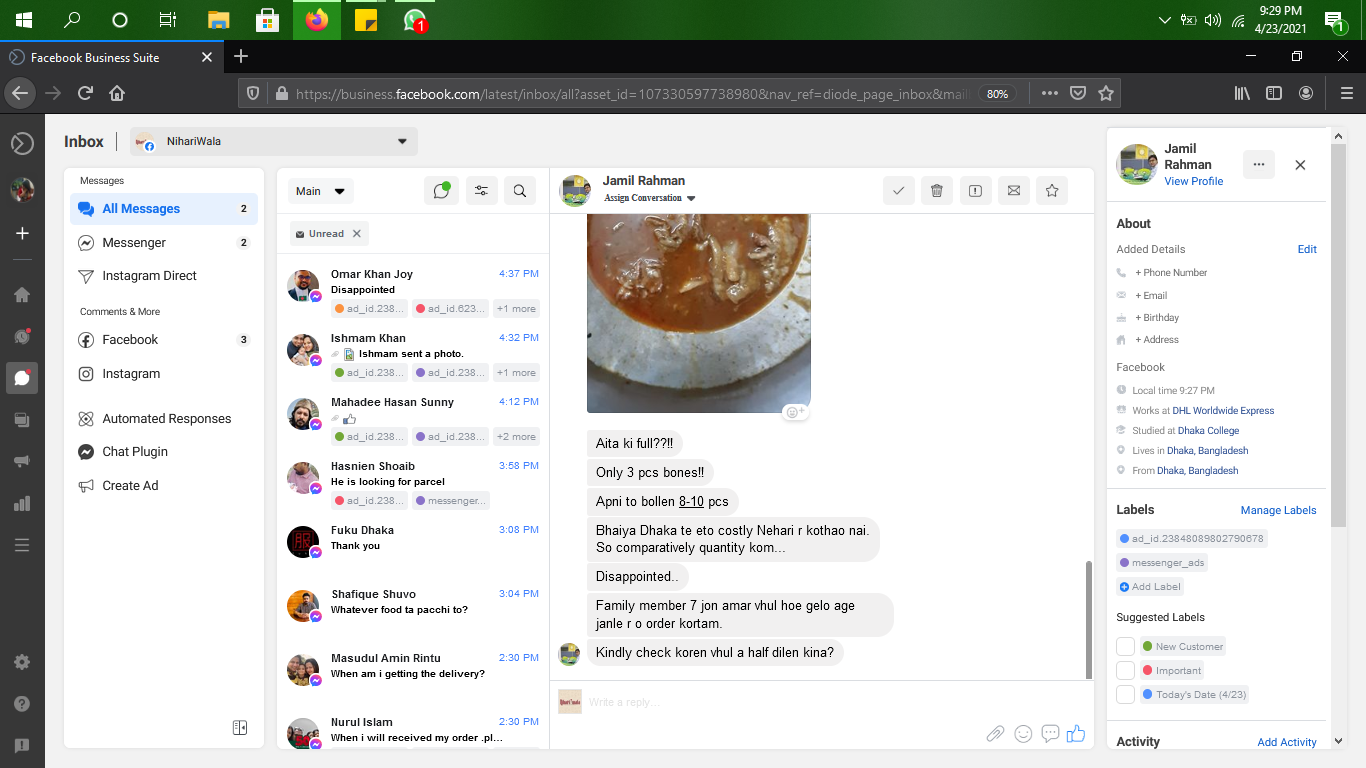 9:29 PM
4/23/2021
1
1
Facebook Business Suite
https://business.facebook.com/latest/inbox/all?asset_id=107330597738980&nav_ref=diode_page_inbox&mail
80%
Inbox
NihariWala
Messages
All Messages 2
Messenger 2
Instagram Direct
Comments & More
Facebook 3
Instagram
Automated Responses
Chat Plugin
Create Ad
Main
Unread
Omar Khan Joy 4:37 PM
Disappointed
ad_id.238... ad_id.623... +1 more
Ishmam Khan 4:32 PM
Ishmam sent a photo.
ad_id.238... ad_id.238... +1 more
Mahadee Hasan Sunny 4:12 PM
ad_id.238... ad_id.238... +2 more
Hasnien Shoaib 3:58 PM
He is looking for parcel
ad_id.238... messenger...
Fuku Dhaka 3:08 PM
Thank you
Shafique Shuvo 3:04 PM
Whatever food ta pacchi to?
Masudul Amin Rintu 2:30 PM
When am i getting the delivery?
Nurul Islam 2:30 PM
When i will received my order .pl...
Jamil Rahman
Assign Conversation
Aita ki full??!!
Only 3 pcs bones!!
Apni to bollen 8-10 pcs
Bhaiya Dhaka te eto costly Nehari r kothao nai.
So comparatively quantity kom...
Disappointed..
Family member 7 jon amar vhul hoe gelo age
janle r o order kortam.
Kindly check koren vhul a half dilen kina?
Write a reply...
Jamil
Rahman
View Profile
About
Added Details Edit
+ Phone Number
+ Email
+ Birthday
+ Address
Facebook
Local time 9:27 PM
Works at DHL Worldwide Express
Studied at Dhaka College
Lives in Dhaka, Bangladesh
From Dhaka, Bangladesh
Labels Manage Labels
ad_id.23848089802790678
messenger_ads
Add Label
Suggested Labels
New Customer
Important
Today's Date (4/23)
Activity Add Activity